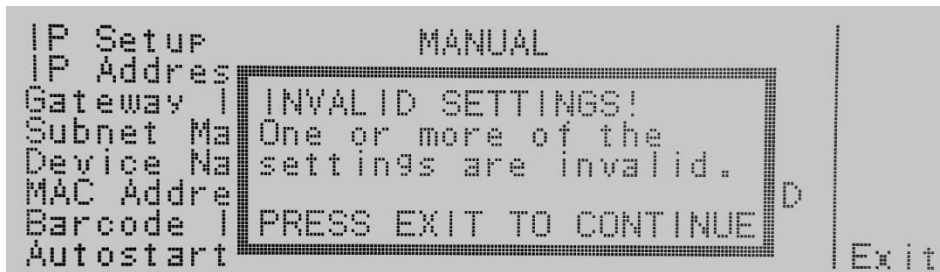 IP Setup MANUAL
IP Addres
Gateway I
INVALID SETTINGS!
Subnet Ma
One or more of the
Device Na
settings are invalid.
MAC Addre D
Barcode I
PRESS EXIT TO CONTINUE
Autostart Exit